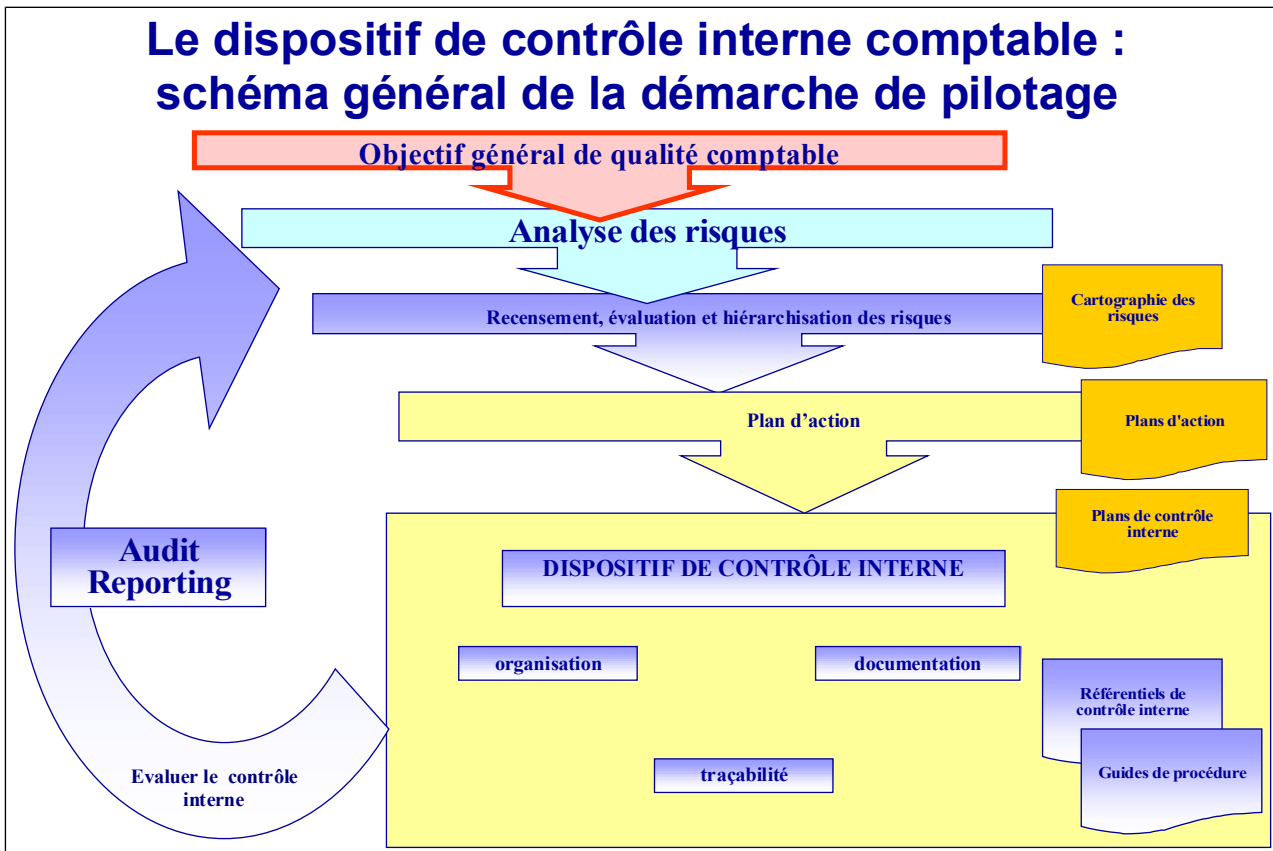 Le dispositif de contrôle interne comptable :
schéma général de la démarche de pilotage
Objectif général de qualité comptable
Analyse des risques
Recensement, évaluation et hiérarchisation des risques
Cartographie des
risques
Plan d’action
Plans d'action
Plans de contrôle
interne
Audit
Reporting
DISPOSITIF DE CONTRÔLE INTERNE
organisation
documentation
Référentiels de
contrôle interne
traçabilité
Guides de procédure
Evaluer le contrôle
interne